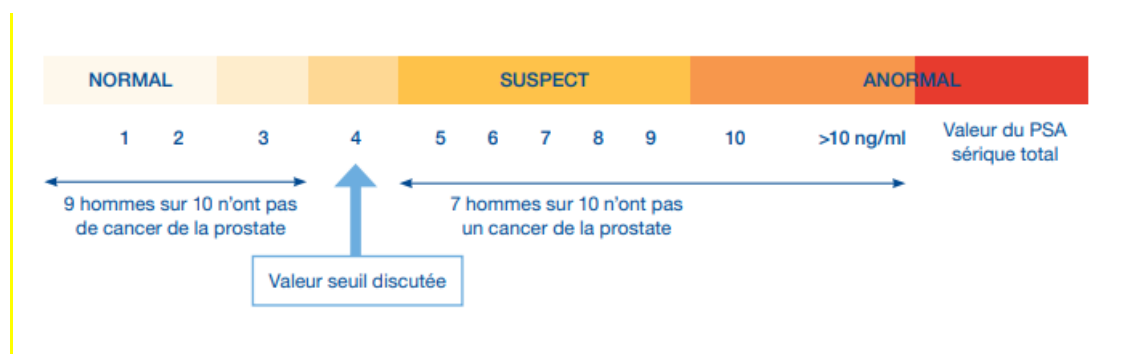 NORMAL SUSPECT ANORMAL
1 2 3 4 5 6 7 8 9 10 >10 ng/ml Valeur du PSA
sérique total
9 hommes sur 10 n'ont pas
de cancer de la prostate
7 hommes sur 10 n'ont pas
un cancer de la prostate
Valeur seuil discutée